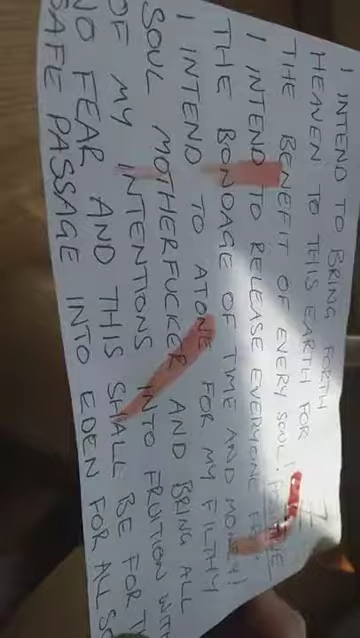 I INTEND TO BRING FORTH
HEAVEN TO THIS EARTH FOR
THE BENEFIT OF EVERY SOUL!
I INTEND TO RELEASE EVERYONE
THE BONDAGE OF TIME AND MONEY!
I INTEND TO ATONE FOR MY FILTHY
SOUL MOTHERFUCKER AND BRING ALL
OF MY INTENTIONS INTO FRUITION WITH
NO FEAR AND THIS SHALL BE FOR
SAFE PASSAGE INTO EDEN FOR ALL